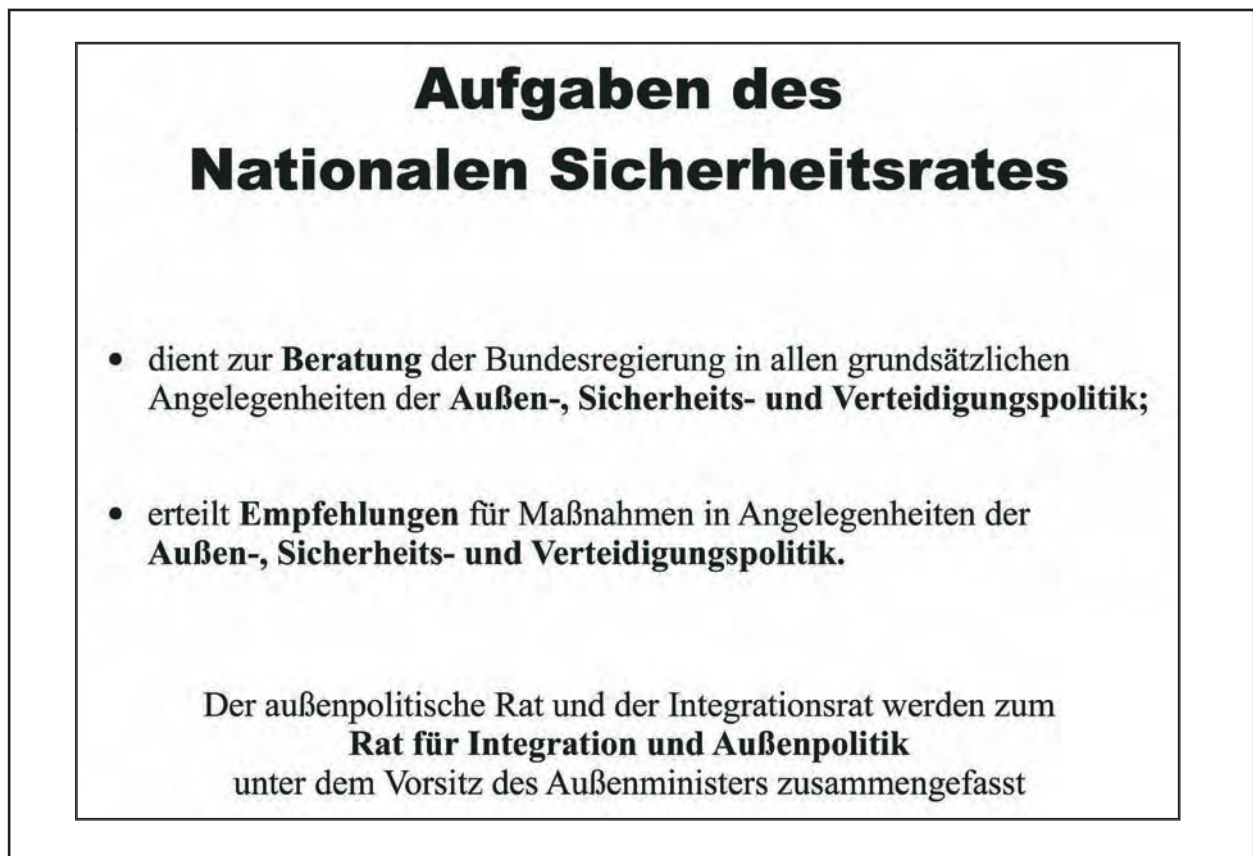 Aufgaben des
Nationalen Sicherheitsrates
• dient zur Beratung der Bundesregierung in allen grundsätzlichen
Angelegenheiten der Außen-, Sicherheits- und Verteidigungspolitik;
• erteilt Empfehlungen für Maßnahmen in Angelegenheiten der
Außen-, Sicherheits- und Verteidigungspolitik.
Der außenpolitische Rat und der Integrationsrat werden zum
Rat für Integration und Außenpolitik
unter dem Vorsitz des Außenministers zusammengefasst